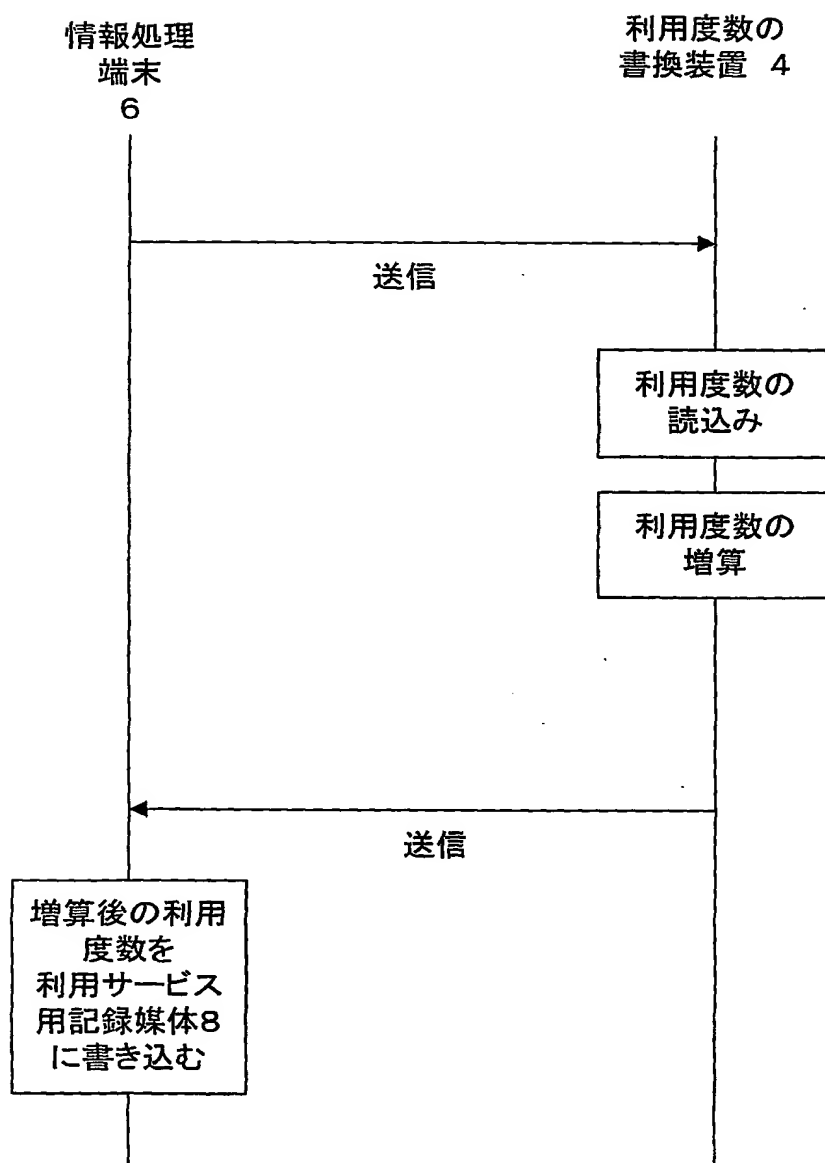 情報処理
端末
6
利用度数の
書換装置 4
送信
利用度数の
読込み
利用度数の
増算
送信
増算後の利用
度数を
利用サービス
用記録媒体8
に書き込む